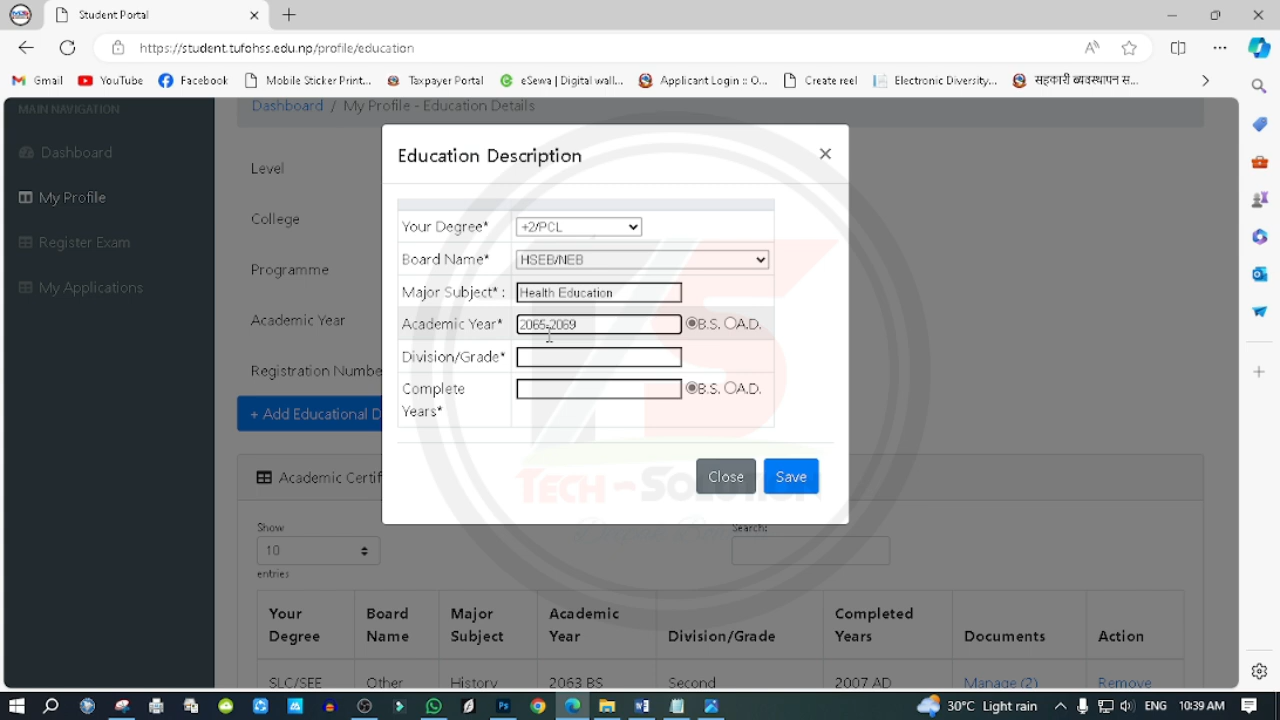 Student Portal
https://student.tufohss.edu.np/profile/education
Gmail YouTube Facebook Mobile Sticker Print... Taxpayer Portal eSewa | Digital wall... Applicant Login :: O... Create reel Electronic Diversity... सहकारी ब्यवस्थापन स...
MAIN NAVIGATION
Dashboard
My Profile
Register Exam
My Applications
Dashboard / My Profile - Education Details
Level
College
Programme
Academic Year
Registration Numbe
+ Add Educational D
Education Description
Your Degree* +2/PCL
Board Name* HSEB/NEB
Major Subject* : Health Education
Academic Year* 2065-2069 B.S. A.D.
Division/Grade*
Complete B.S. A.D.
Years*
Close Save
TECH-SOLUTION
Academic Certif
Show Search:
10
entries
Your Board Major Academic Completed
Degree Name Subject Year Division/Grade Years Documents Action
SLC/SEE Other History 2063 BS Second 2007 AD Manage (2) Remove
30°C Light rain ENG 10:39 AM